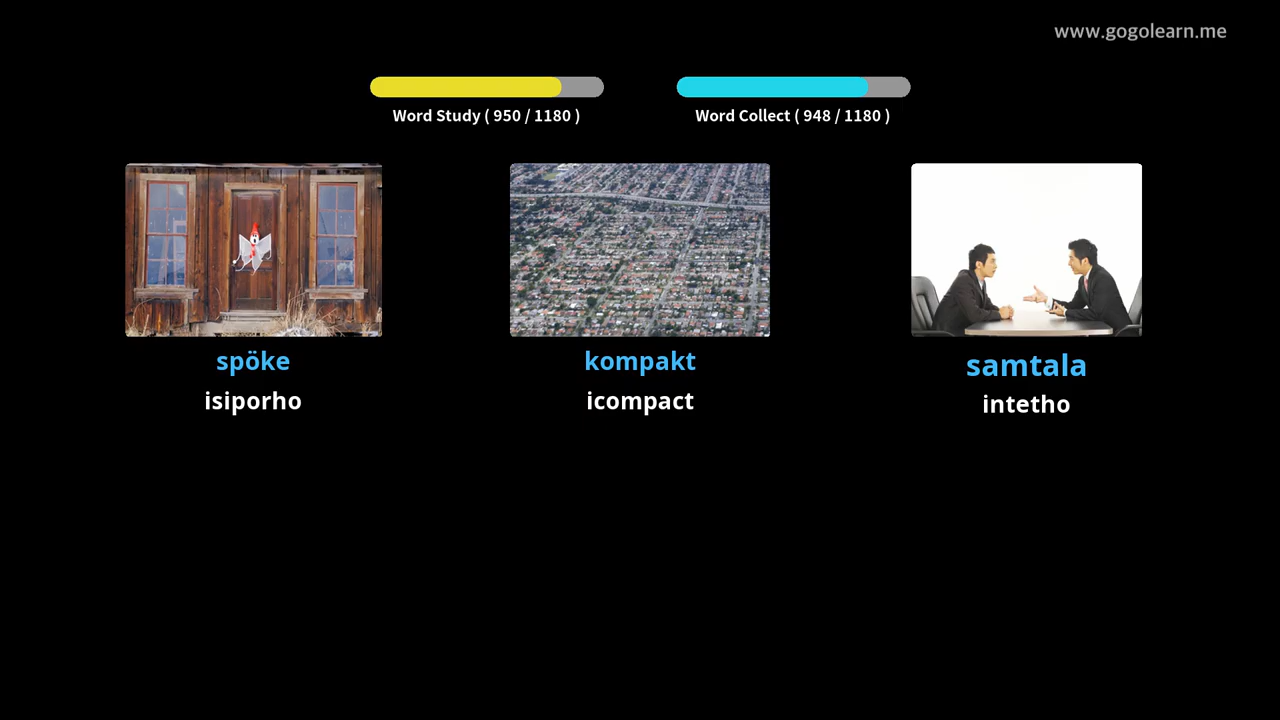 www.gogolearn.me
Word Study ( 950 / 1180 )
Word Collect ( 948 / 1180 )
spöke
kompakt
samtala
isiporho
icompact
intetho